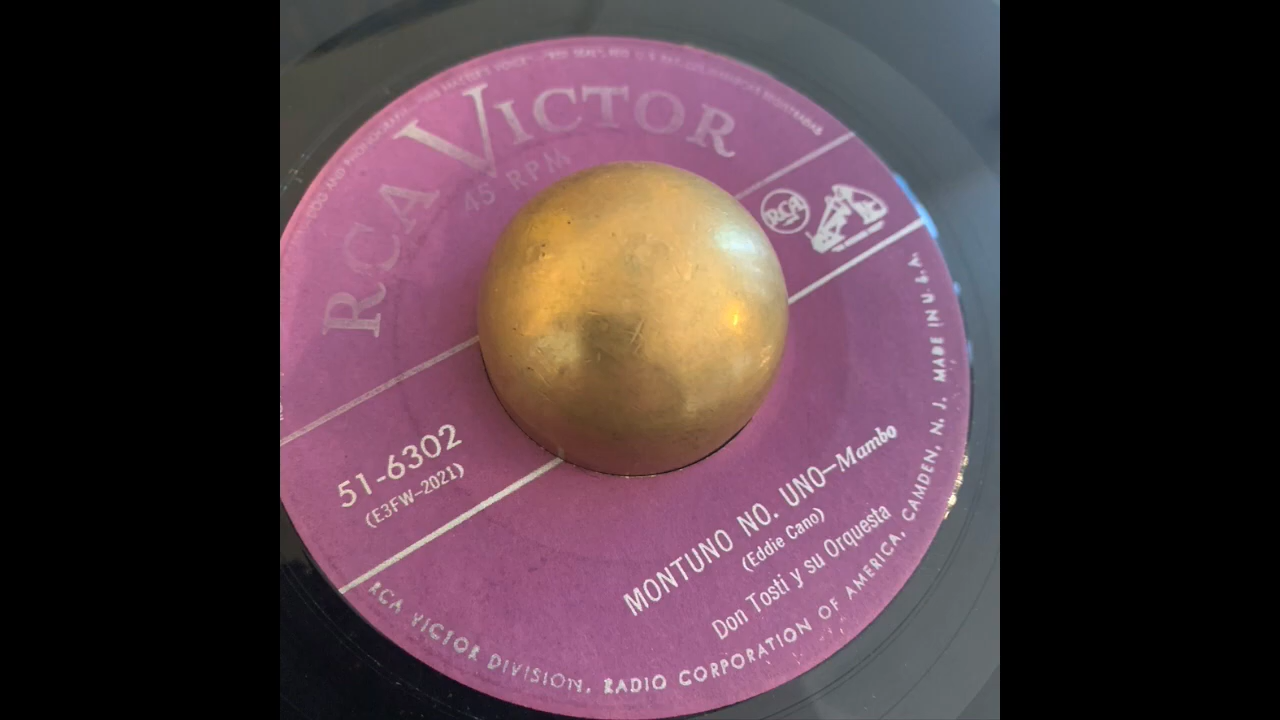 RCA VICTOR
45 RPM
RCA
51-6302
(E3FW-2021)
MONTUNO NO. UNO—Mambo
(Eddie Cano)
Don Tosti y su Orquesta
RCA VICTOR DIVISION, RADIO CORPORATION OF AMERICA, CAMDEN, N. J. MADE IN U. S. A.